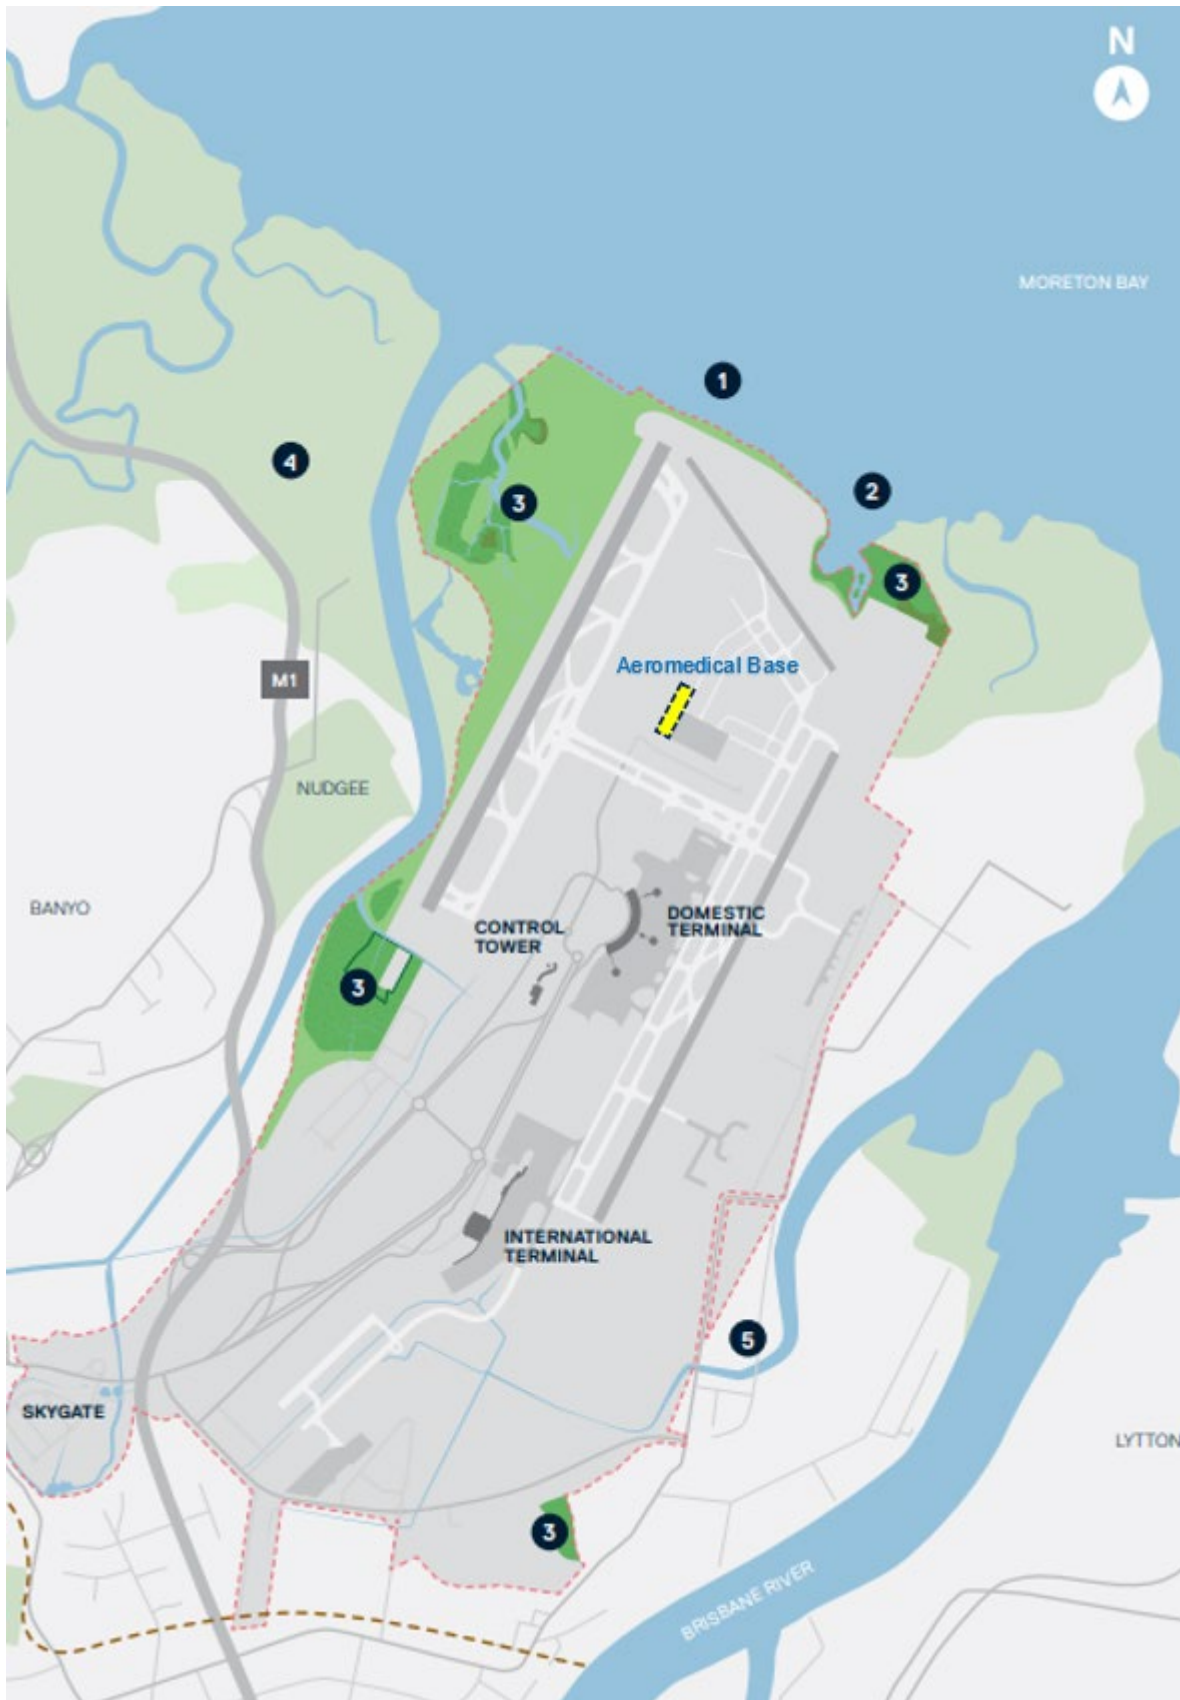 N
MORETON BAY
1
4
2
3
3
Aeromedical Base
M1
NUDGEE
BANYO
CONTROL
TOWER
DOMESTIC
TERMINAL
3
INTERNATIONAL
TERMINAL
5
SKYGATE
LYTTON
3
BRISBANE RIVER